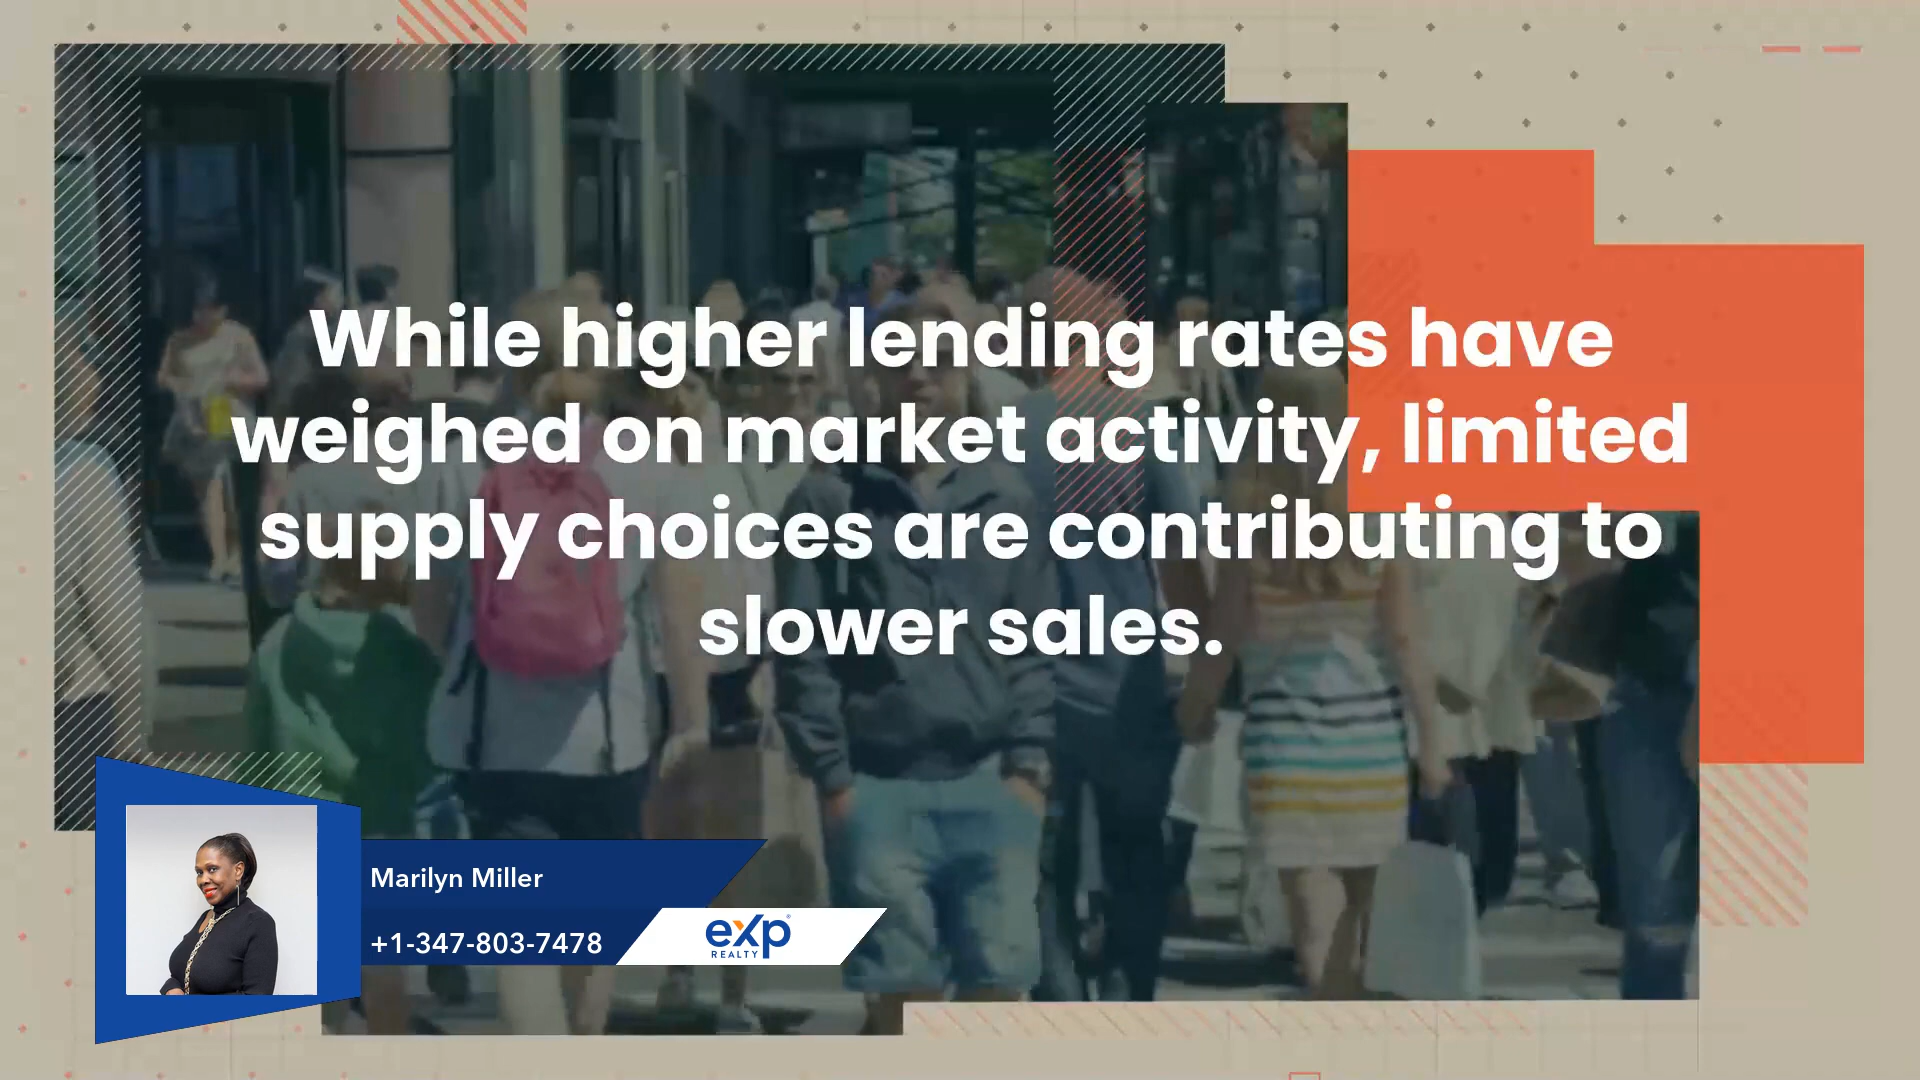 While higher lending rates have
weighed on market activity, limited
supply choices are contributing to
slower sales.
Marilyn Miller
+1-347-803-7478
eXp
REALTY